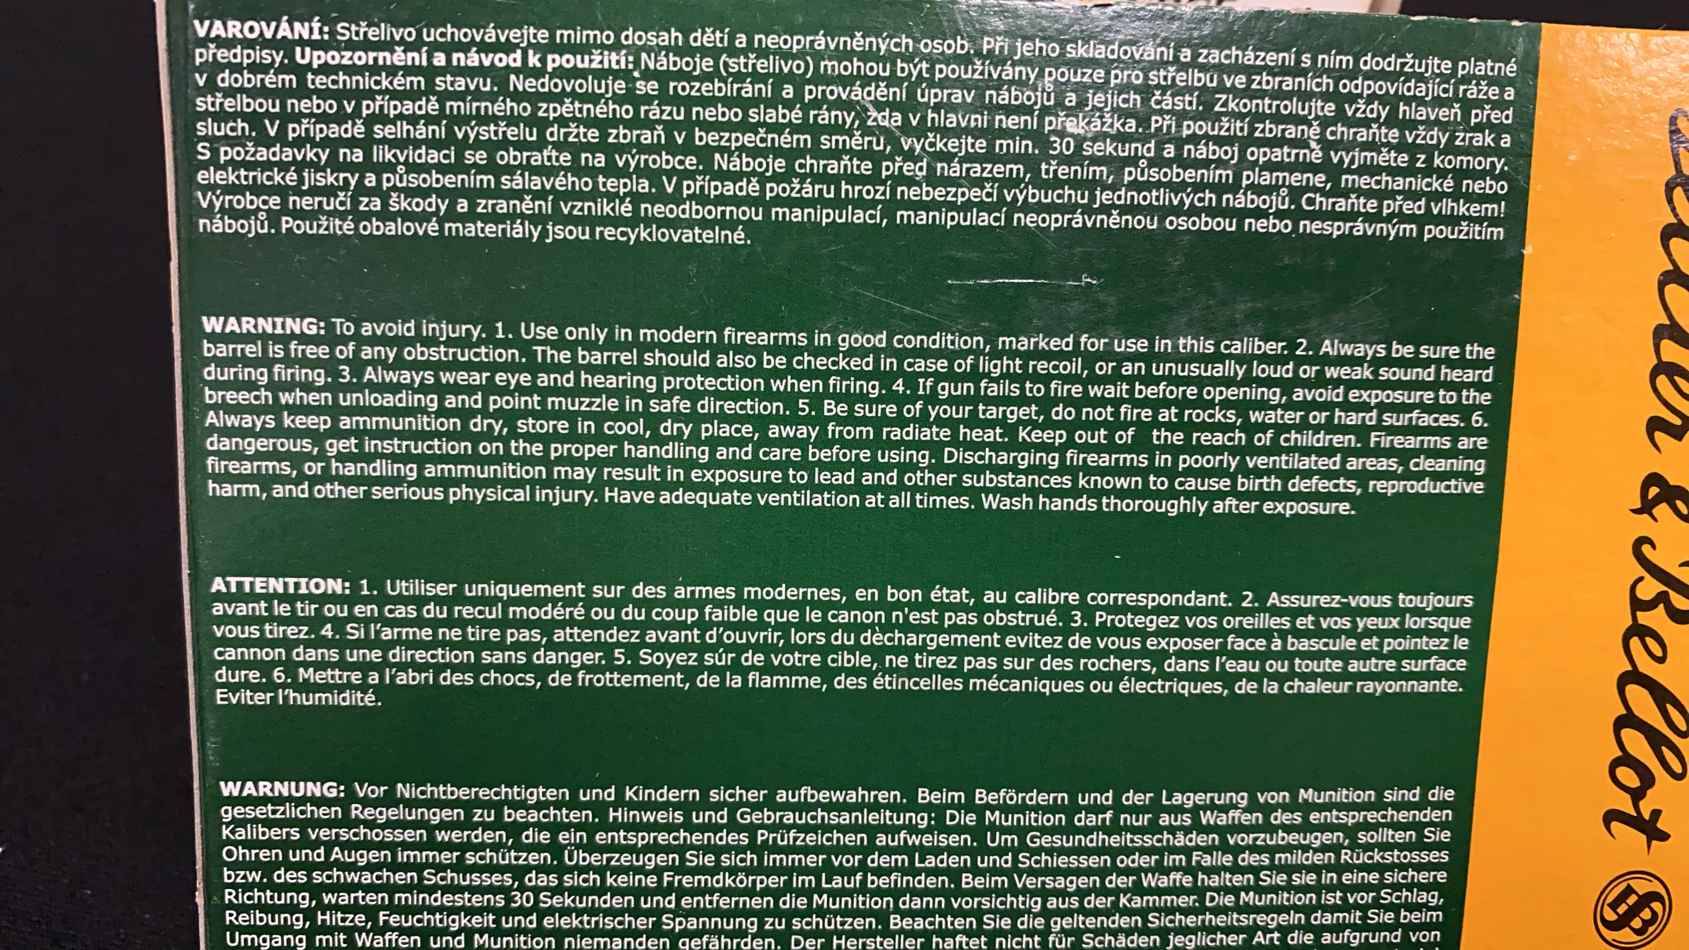 VAROVÁNÍ: Střelivo uchovávejte mimo dosah dětí a neoprávněných osob. Při jeho skladování a zacházení s ním dodržujte platné
předpisy. Upozornění a návod k použití: Náboje (střelivo) mohou být používány pouze pro střelbu ve zbraních odpovídající ráže a
v dobrém technickém stavu. Nedovoluje se rozebírání a provádění úprav nábojů a jejich částí. Zkontrolujte vždy hlaveň před
střelbou nebo v případě mírného zpětného rázu nebo slabé rány, zda v hlavni není překážka. Při použití zbraně chraňte vždy zrak a
sluch. V případě selhání výstřelu držte zbraň v bezpečném směru, vyčkejte min. 30 sekund a náboj opatrně vyjměte z komory.
S požadavky na likvidaci se obraťte na výrobce. Náboje chraňte před nárazem, třením, působením plamene, mechanické nebo
elektrické jiskry a působením sálavého tepla. V případě požáru hrozí nebezpečí výbuchu jednotlivých nábojů. Chraňte před vlhkem!
Výrobce neručí za škody a zranění vzniklé neodbornou manipulací, manipulací neoprávněnou osobou nebo nesprávným použitím
nábojů. Použité obalové materiály jsou recyklovatelné.
WARNING: To avoid injury. 1. Use only in modern firearms in good condition, marked for use in this caliber. 2. Always be sure the
barrel is free of any obstruction. The barrel should also be checked in case of light recoil, or an unusually loud or weak sound heard
during firing. 3. Always wear eye and hearing protection when firing. 4. If gun fails to fire wait before opening, avoid exposure to the
breech when unloading and point muzzle in safe direction. 5. Be sure of your target, do not fire at rocks, water or hard surfaces. 6.
Always keep ammunition dry, store in cool, dry place, away from radiate heat. Keep out of the reach of children. Firearms are
dangerous, get instruction on the proper handling and care before using. Discharging firearms in poorly ventilated areas, cleaning
firearms, or handling ammunition may result in exposure to lead and other substances known to cause birth defects, reproductive
harm, and other serious physical injury. Have adequate ventilation at all times. Wash hands thoroughly after exposure.
ATTENTION: 1. Utiliser uniquement sur des armes modernes, en bon état, au calibre correspondant. 2. Assurez-vous toujours
avant le tir ou en cas du recul modéré ou du coup faible que le canon n'est pas obstrué. 3. Protegez vos oreilles et vos yeux lorsque
vous tirez. 4. Si l'arme ne tire pas, attendez avant d'ouvrir, lors du dèchargement evitez de vous exposer face à bascule et pointez le
cannon dans une direction sans danger. 5. Soyez súr de votre cible, ne tirez pas sur des rochers, dans l'eau ou toute autre surface
dure. 6. Mettre a l'abri des chocs, de frottement, de la flamme, des étincelles mécaniques ou électriques, de la chaleur rayonnante.
Eviter l'humidité.
WARNUNG: Vor Nichtberechtigten und Kindern sicher aufbewahren. Beim Befördern und der Lagerung von Munition sind die
gesetzlichen Regelungen zu beachten. Hinweis und Gebrauchsanleitung: Die Munition darf nur aus Waffen des entsprechenden
Kalibers verschossen werden, die ein entsprechendes Prüfzeichen aufweisen. Um Gesundheitsschäden vorzubeugen, sollten Sie
Ohren und Augen immer schützen. Überzeugen Sie sich immer vor dem Laden und Schiessen oder im Falle des milden Rückstosses
bzw. des schwachen Schusses, das sich keine Fremdkörper im Lauf befinden. Beim Versagen der Waffe halten Sie sie in eine sichere
Richtung, warten mindestens 30 Sekunden und entfernen die Munition dann vorsichtig aus der Kammer. Die Munition ist vor Schlag,
Reibung, Hitze, Feuchtigkeit und elektrischer Spannung zu schützen. Beachten Sie die geltenden Sicherheitsregeln damit Sie beim
Umgang mit Waffen und Munition niemanden gefährden. Der Hersteller haftet nicht für Schäden jeglicher Art die aufgrund von
& Bellot